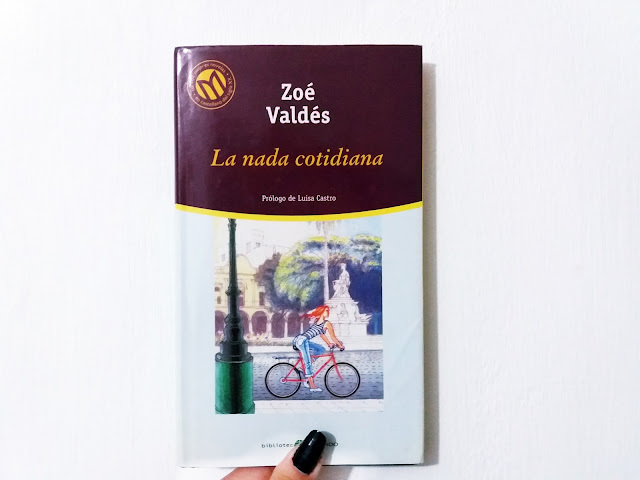 Zoé
Valdés
La nada cotidiana
Prólogo de Luisa Castro